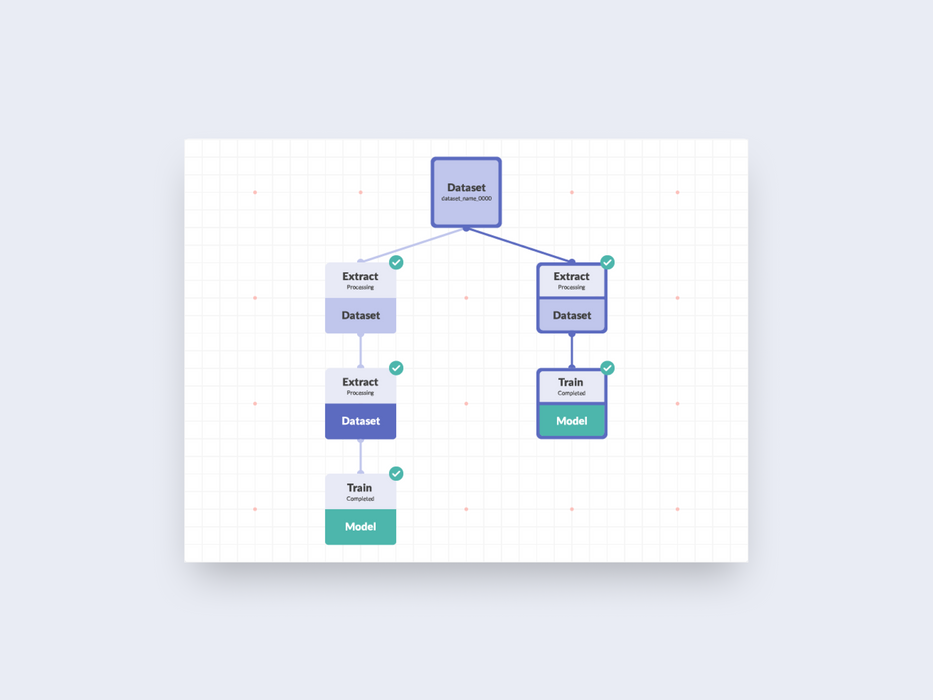 Dataset
dataset_name_0000
Extract
Processing
Dataset
Extract
Processing
Dataset
Extract
Processing
Dataset
Train
Completed
Model
Train
Completed
Model